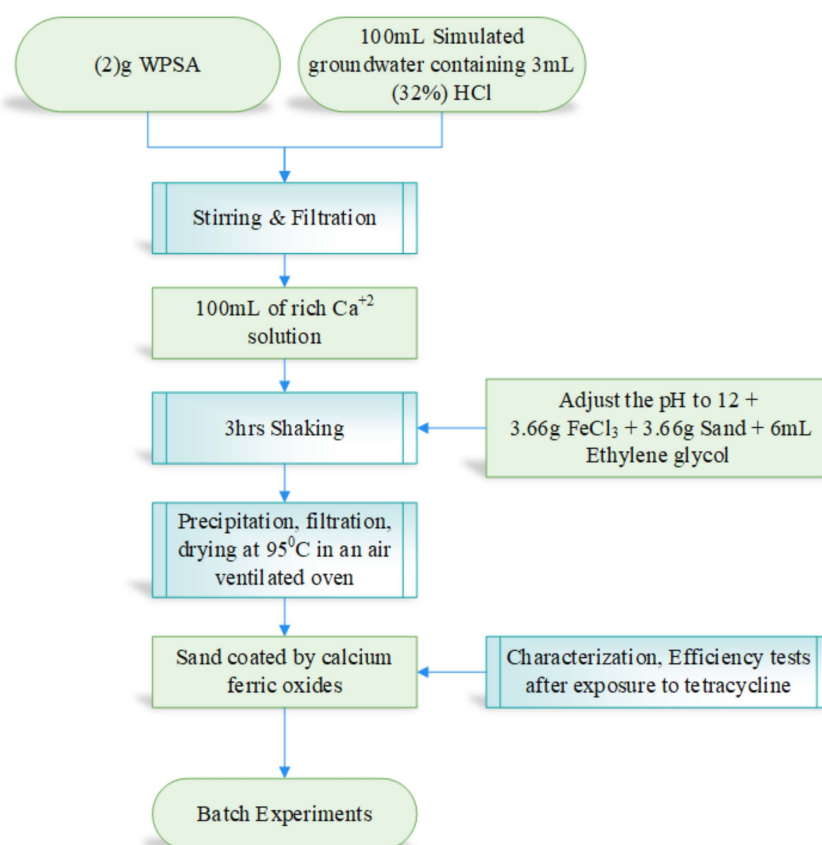 (2)g WPSA
100mL Simulated
groundwater containing 3mL
(32%) HCl
Stirring & Filtration
100mL of rich Ca⁺²
solution
3hrs Shaking
Adjust the pH to 12 +
3.66g FeCl₃ + 3.66g Sand + 6mL
Ethylene glycol
Precipitation, filtration,
drying at 95⁰C in an air
ventilated oven
Sand coated by calcium
ferric oxides
Characterization, Efficiency tests
after exposure to tetracycline
Batch Experiments